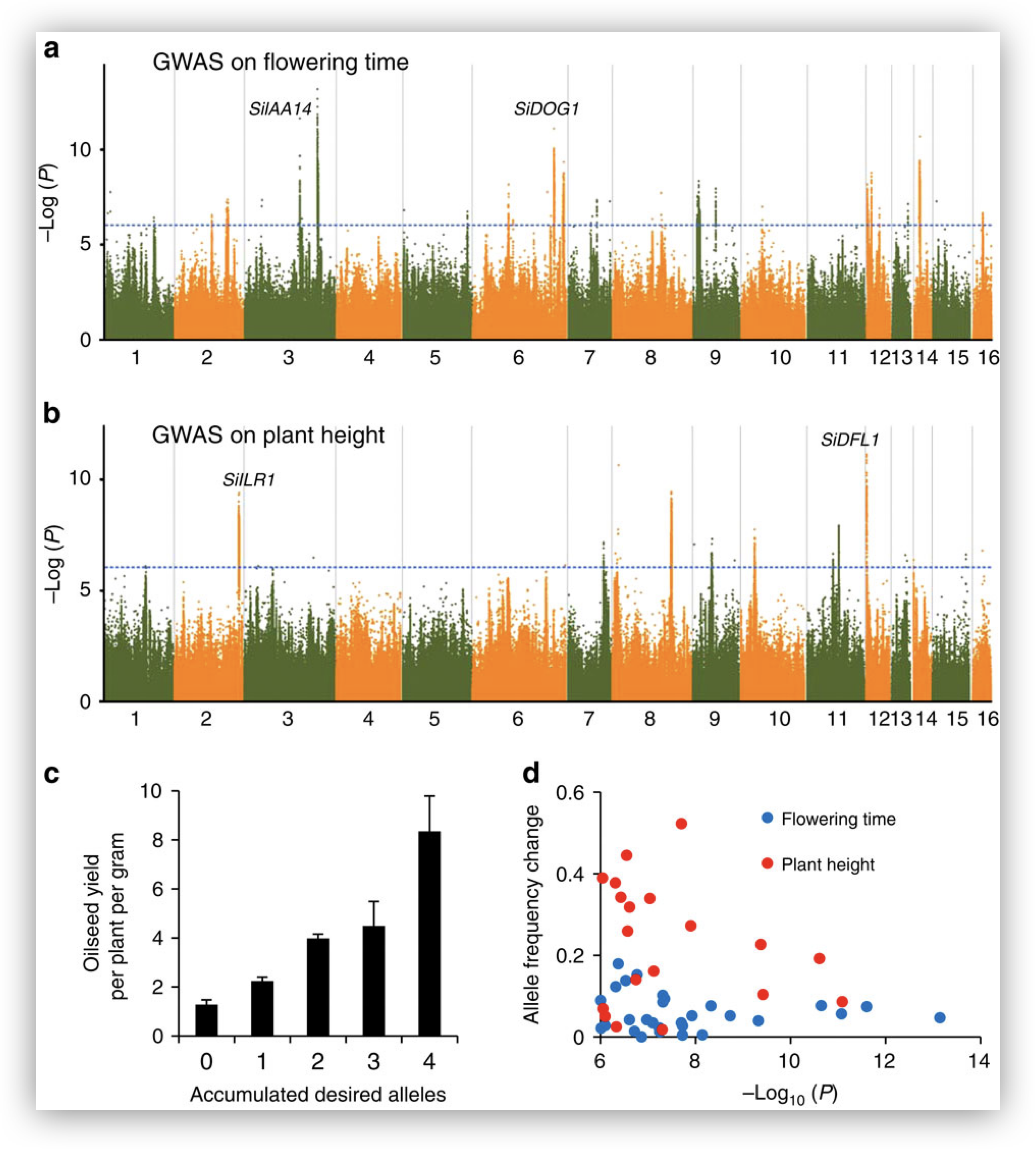 a
GWAS on flowering time
SiIAA14
SiDOG1
–Log (P)
10
5
0
1 2 3 4 5 6 7 8 9 10 11 12 13 14 15 16
b
GWAS on plant height
SiILR1
SiDFL1
–Log (P)
10
5
0
1 2 3 4 5 6 7 8 9 10 11 12 13 14 15 16
c
Oilseed yield
per plant per gram
10
8
6
4
2
0
0 1 2 3 4
Accumulated desired alleles
d
Allele frequency change
0.6
0.4
0.2
0
Flowering time
Plant height
6 8 10 12 14
–Log₁₀ (P)